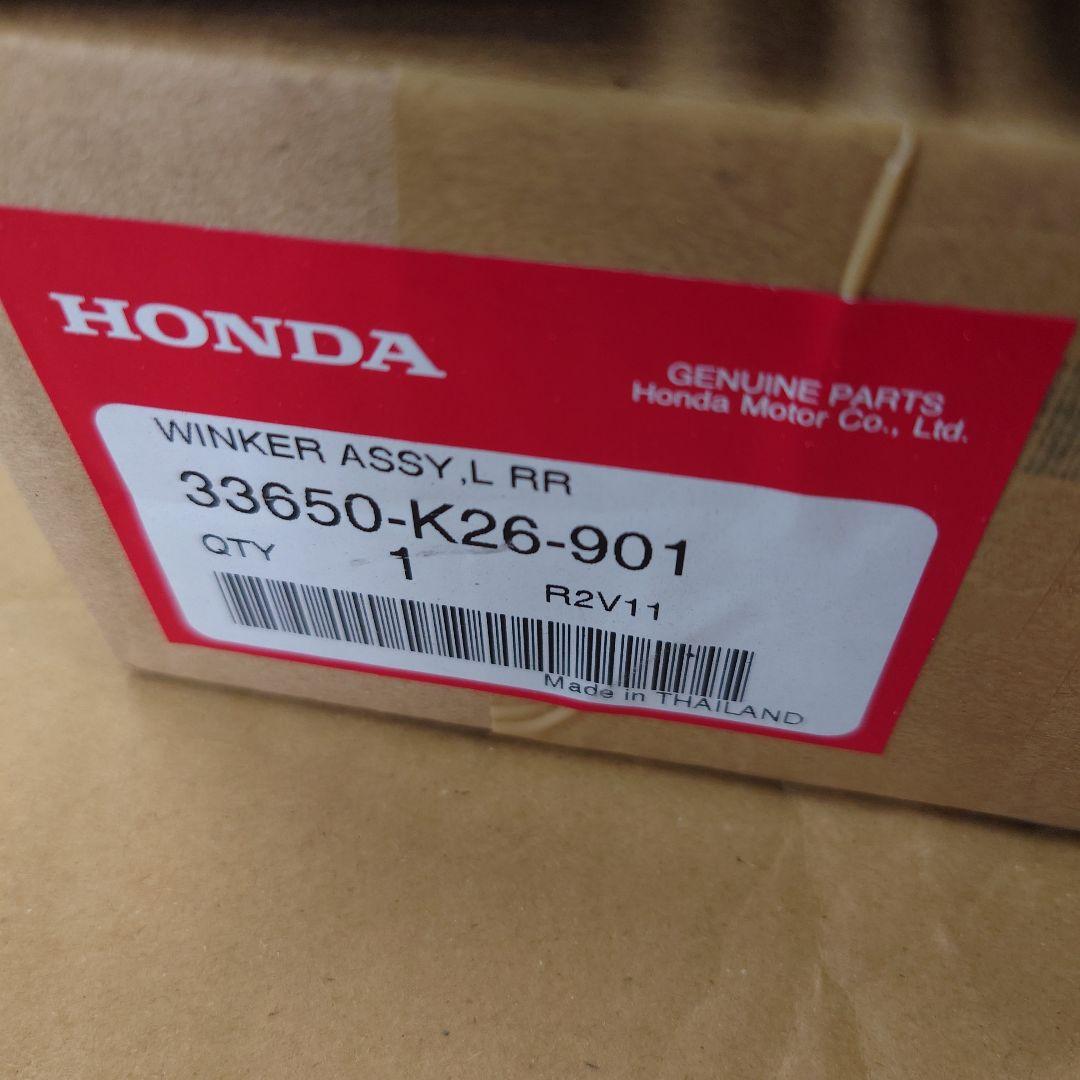 HONDA
GENUINE PARTS
Honda Motor Co., Ltd.
WINKER ASSY,L RR
33650-K26-901
QTY 1
R2V11
Made in THAILAND